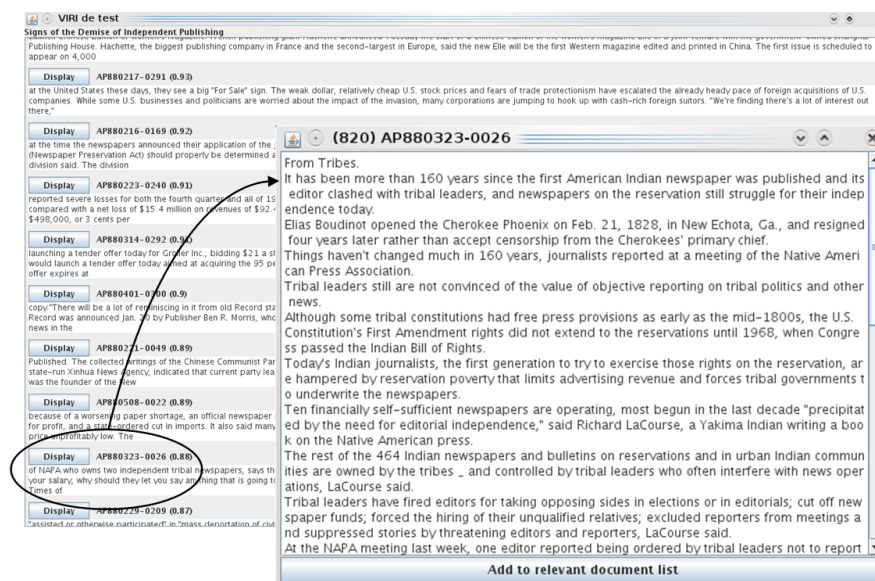 VIRI de test
Signs of the Demise of Independent Publishing
Publishing House. Hachette, the biggest publishing company in France and the second-largest in Europe, said the new Elle will be the first Western magazine edited and printed in China. The first issue is scheduled to
appear on 4,000
Display AP880217-0291 (0.93)
at the United States these days, they see a big "For Sale" sign. The weak dollar, relatively cheap U.S. stock prices and fears of trade protectionism have escalated the already heady pace of foreign acquisitions of U.S.
companies. While some U.S. businesses and politicians are worried about the impact of the invasion, many corporations are jumping to hook up with cash-rich foreign suitors. "We're finding there's a lot of interest out
there,"
Display AP880216-0169 (0.92)
at the time the newspapers announced their application of the
(Newspaper Preservation Act) should properly be determined a
division said. The division
Display AP880223-0240 (0.91)
reported severe losses for both the fourth quarter and all of 19
compared with a net loss of $15.4 million on revenues of $92.
$498,000, or 3 cents per
Display AP880314-0292 (0.91)
launching a tender offer today for Grolier Inc., bidding $21 a sh
would launch a tender offer today aimed at acquiring the 95 pe
offer expires at
Display AP880401-0300 (0.9)
copy."There will be a lot of reminiscing in it from old Record sta
Record was announced Jan. 20 by Publisher Ben R. Morris, who
news in the
Display AP880221-0049 (0.89)
Published. The collected writings of the Chinese Communist Par
state-run Xinhua News Agency, indicated that current party lea
was the founder of the New
Display AP880508-0022 (0.89)
because of a worsening paper shortage, an official newspaper
for profit, and a state-ordered cut in imports. It also said many
price unprofitably low. The
Display AP880323-0026 (0.88)
of NAPA who owns two independent tribal newspapers, says th
your salary, why should they let you say anything that is going to
Times of
Display AP880229-0209 (0.87)
"assisted or otherwise participated" in "mass deportation of civi
(820) AP880323-0026
From Tribes.
It has been more than 160 years since the first American Indian newspaper was published and its
editor clashed with tribal leaders, and newspapers on the reservation still struggle for their indep
endence today.
Elias Boudinot opened the Cherokee Phoenix on Feb. 21, 1828, in New Echota, Ga., and resigned
four years later rather than accept censorship from the Cherokees' primary chief.
Things haven't changed much in 160 years, journalists reported at a meeting of the Native Ameri
can Press Association.
Tribal leaders still are not convinced of the value of objective reporting on tribal politics and other
news.
Although some tribal constitutions had free press provisions as early as the mid-1800s, the U.S.
Constitution's First Amendment rights did not extend to the reservations until 1968, when Congre
ss passed the Indian Bill of Rights.
Today's Indian journalists, the first generation to try to exercise those rights on the reservation, ar
e hampered by reservation poverty that limits advertising revenue and forces tribal governments t
o underwrite the newspapers.
Ten financially self-sufficient newspapers are operating, most begun in the last decade "precipitat
ed by the need for editorial independence," said Richard LaCourse, a Yakima Indian writing a boo
k on the Native American press.
The rest of the 464 Indian newspapers and bulletins on reservations and in urban Indian commun
ities are owned by the tribes _ and controlled by tribal leaders who often interfere with news oper
ations, LaCourse said.
Tribal leaders have fired editors for taking opposing sides in elections or in editorials; cut off new
spaper funds; forced the hiring of their unqualified relatives; excluded reporters from meetings a
nd suppressed stories by threatening editors and reporters, LaCourse said.
At the NAPA meeting last week, one editor reported being ordered by tribal leaders not to report
Add to relevant document list